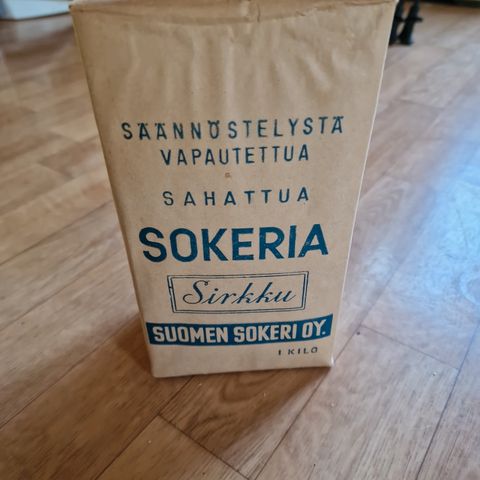 SÄÄNNÖSTELYSTÄ
VAPAUTETTUA
SAHATTUA
SOKERIA
Sirkku
SUOMEN SOKERI OY.
1 KILO